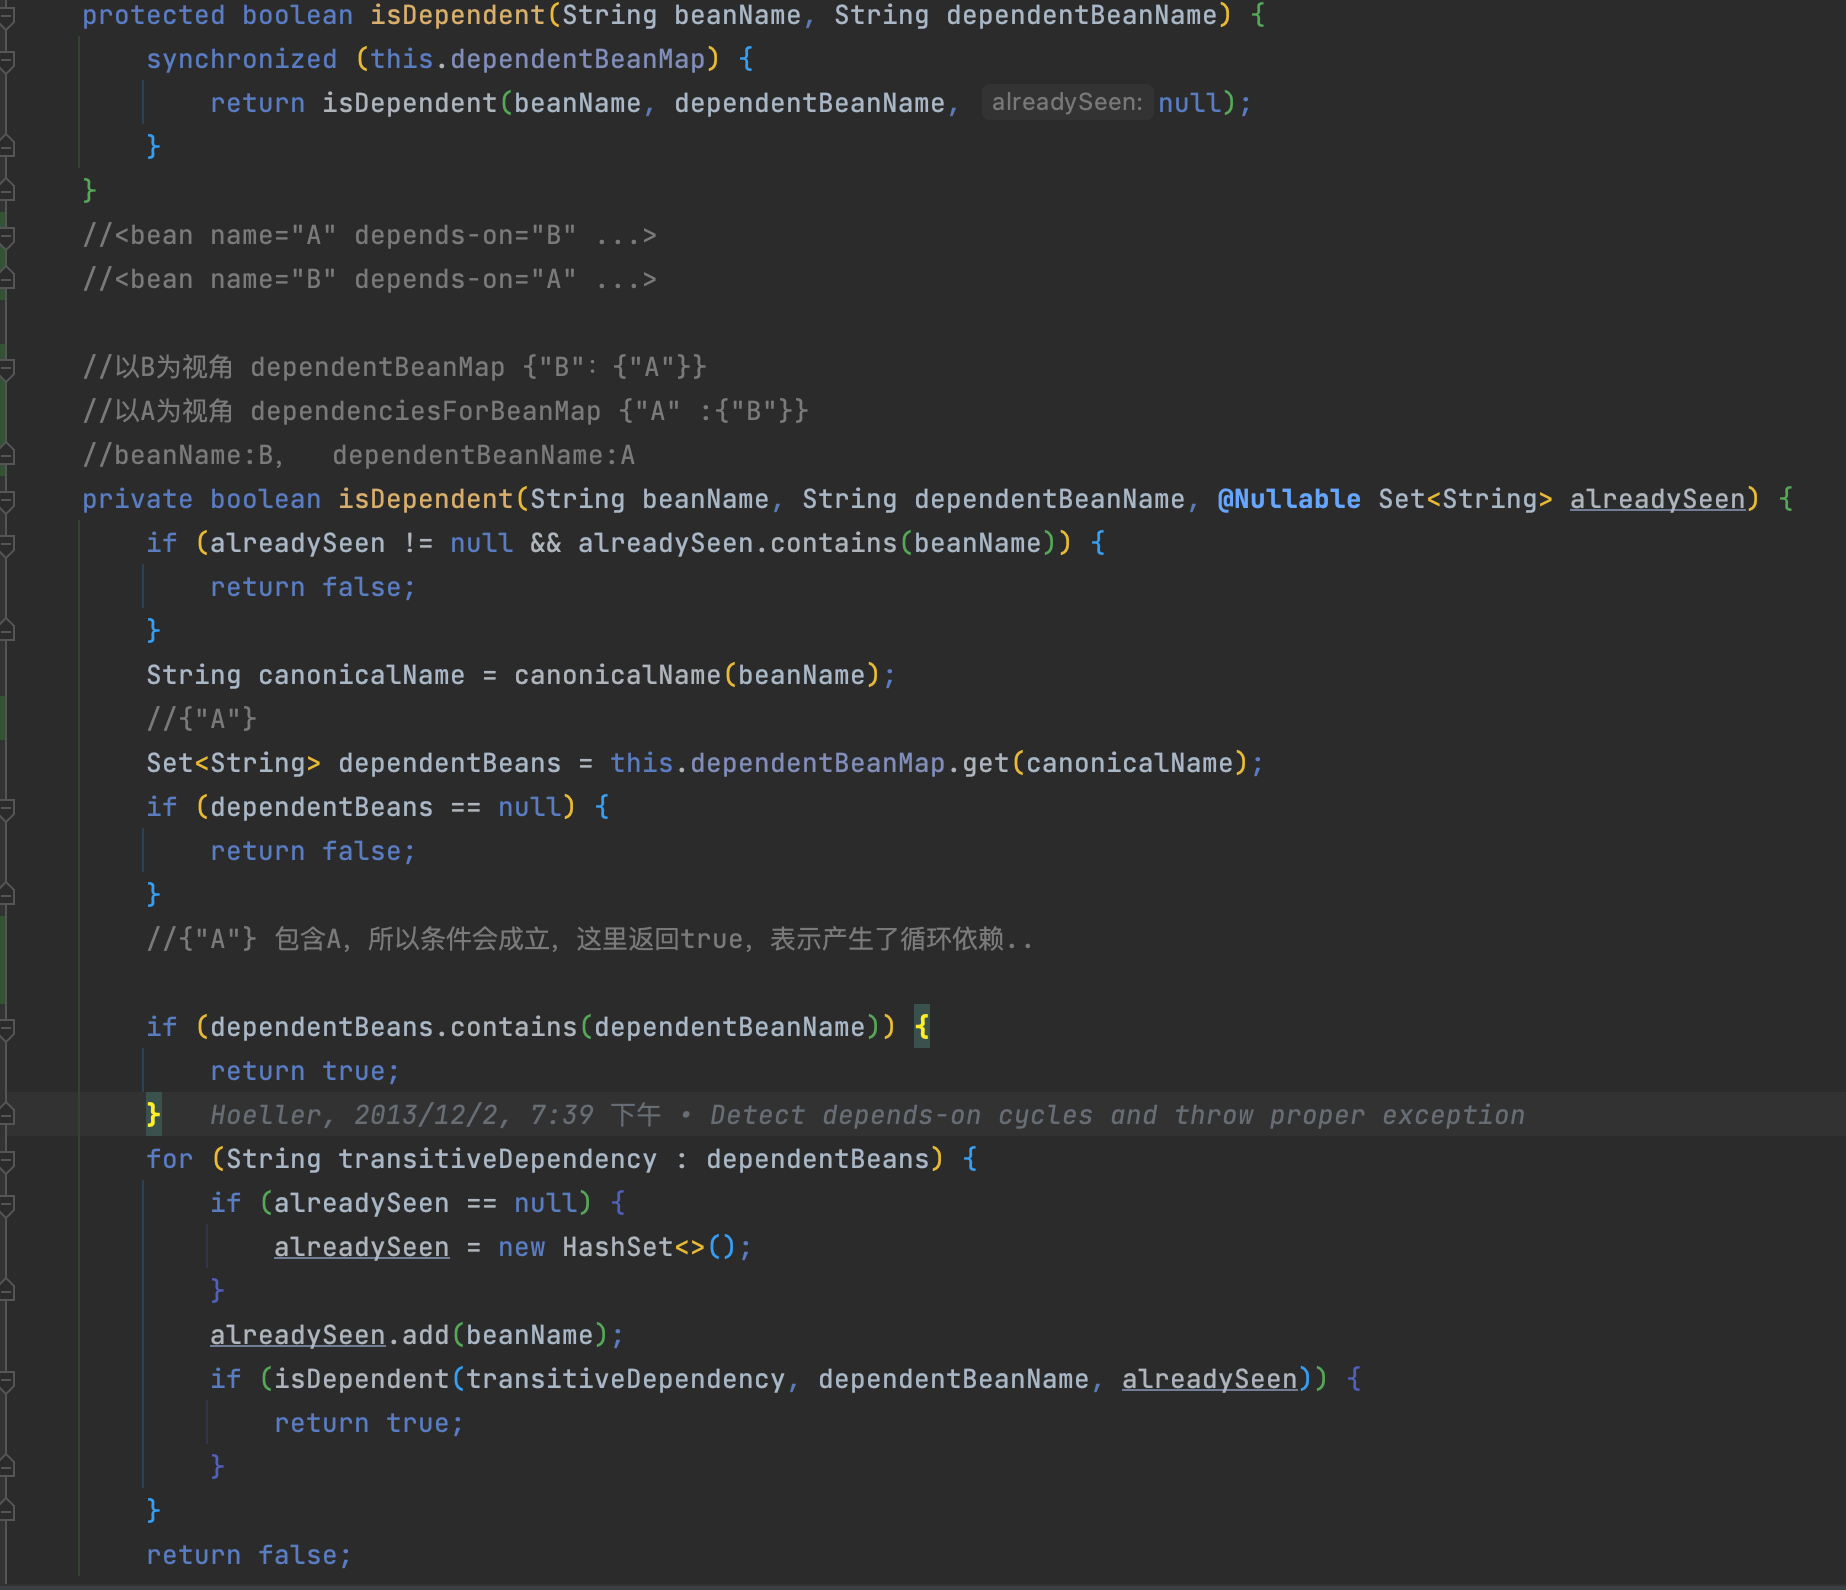 protected boolean isDependent(String beanName, String dependentBeanName) {
    synchronized (this.dependentBeanMap) {
        return isDependent(beanName, dependentBeanName, alreadySeen: null);
    }
}
//<bean name="A" depends-on="B" ...>
//<bean name="B" depends-on="A" ...>
//以B为视角 dependentBeanMap {"B"：{"A"}}
//以A为视角 dependenciesForBeanMap {"A" :{"B"}}
//beanName:B，  dependentBeanName:A
private boolean isDependent(String beanName, String dependentBeanName, @Nullable Set<String> alreadySeen) {
    if (alreadySeen != null && alreadySeen.contains(beanName)) {
        return false;
    }
    String canonicalName = canonicalName(beanName);
    //{"A"}
    Set<String> dependentBeans = this.dependentBeanMap.get(canonicalName);
    if (dependentBeans == null) {
        return false;
    }
    //{"A"} 包含A，所以条件会成立，这里返回true，表示产生了循环依赖..
    if (dependentBeans.contains(dependentBeanName)) {
        return true;
    }   Hoeller, 2013/12/2, 7:39 下午 • Detect depends-on cycles and throw proper exception
    for (String transitiveDependency : dependentBeans) {
        if (alreadySeen == null) {
            alreadySeen = new HashSet<>();
        }
        alreadySeen.add(beanName);
        if (isDependent(transitiveDependency, dependentBeanName, alreadySeen)) {
            return true;
        }
    }
    return false;